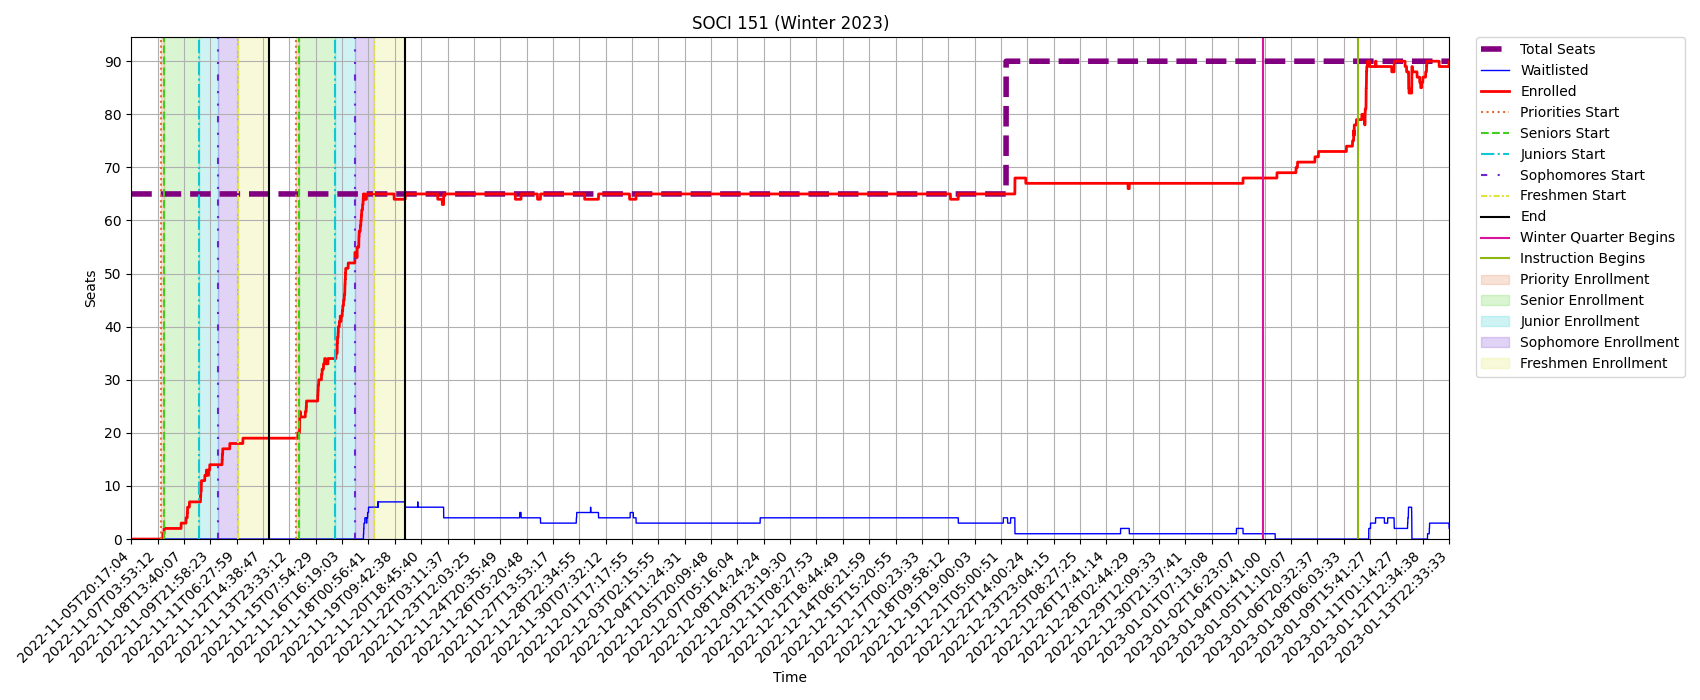 SOCI 151 (Winter 2023)
Seats
90
80
70
60
50
40
30
20
10
0
2022-11-05T20:17:04
2022-11-07T03:53:12
2022-11-08T13:40:07
2022-11-09T21:58:23
2022-11-11T06:27:59
2022-11-12T14:38:47
2022-11-13T23:33:12
2022-11-15T07:54:29
2022-11-16T16:19:03
2022-11-18T00:56:41
2022-11-19T09:42:38
2022-11-20T18:45:40
2022-11-22T03:11:37
2022-11-23T12:03:25
2022-11-24T20:35:49
2022-11-26T05:20:48
2022-11-27T13:53:17
2022-11-28T22:34:55
2022-11-30T07:32:12
2022-12-01T17:17:55
2022-12-03T02:15:55
2022-12-04T11:24:31
2022-12-05T20:09:48
2022-12-07T05:16:04
2022-12-08T14:24:24
2022-12-09T23:19:30
2022-12-11T08:27:53
2022-12-12T18:44:49
2022-12-14T06:21:59
2022-12-15T15:20:55
2022-12-17T00:23:33
2022-12-18T09:58:12
2022-12-19T19:00:03
2022-12-21T05:00:51
2022-12-22T14:00:24
2022-12-23T23:04:15
2022-12-25T08:27:25
2022-12-26T17:41:14
2022-12-28T02:44:29
2022-12-29T12:09:33
2022-12-30T21:37:41
2023-01-01T07:13:08
2023-01-02T16:23:07
2023-01-04T01:41:00
2023-01-05T11:10:07
2023-01-06T20:32:37
2023-01-08T06:03:33
2023-01-09T15:41:27
2023-01-11T01:14:27
2023-01-12T12:34:38
2023-01-13T22:33:33
Time
Total Seats
Waitlisted
Enrolled
Priorities Start
Seniors Start
Juniors Start
Sophomores Start
Freshmen Start
End
Winter Quarter Begins
Instruction Begins
Priority Enrollment
Senior Enrollment
Junior Enrollment
Sophomore Enrollment
Freshmen Enrollment